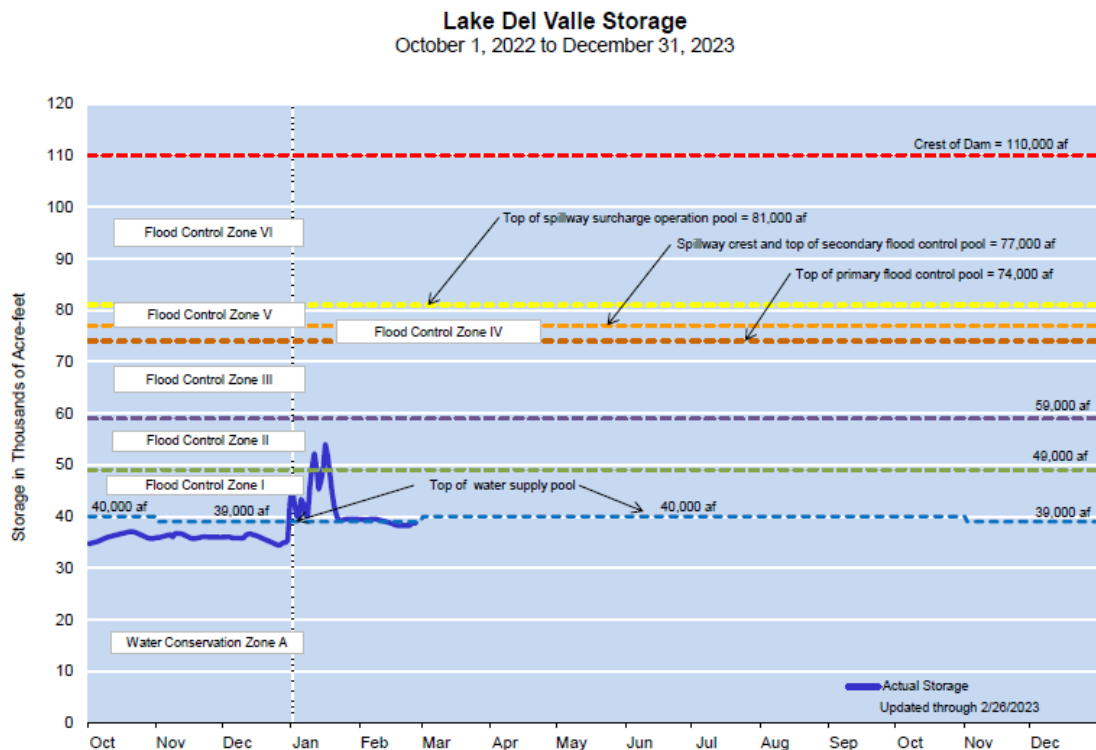 Lake Del Valle Storage
October 1, 2022 to December 31, 2023
Storage in Thousands of Acre-feet
120
110
100
90
80
70
60
50
40
30
20
10
0
Crest of Dam = 110,000 af
Flood Control Zone VI
Top of spillway surcharge operation pool = 81,000 af
Spillway crest and top of secondary flood control pool = 77,000 af
Top of primary flood control pool = 74,000 af
Flood Control Zone V
Flood Control Zone IV
Flood Control Zone III
59,000 af
Flood Control Zone II
49,000 af
Flood Control Zone I
Top of water supply pool
40,000 af
39,000 af
40,000 af
39,000 af
Water Conservation Zone A
Actual Storage
Updated through 2/26/2023
Oct Nov Dec Jan Feb Mar Apr May Jun Jul Aug Sep Oct Nov Dec